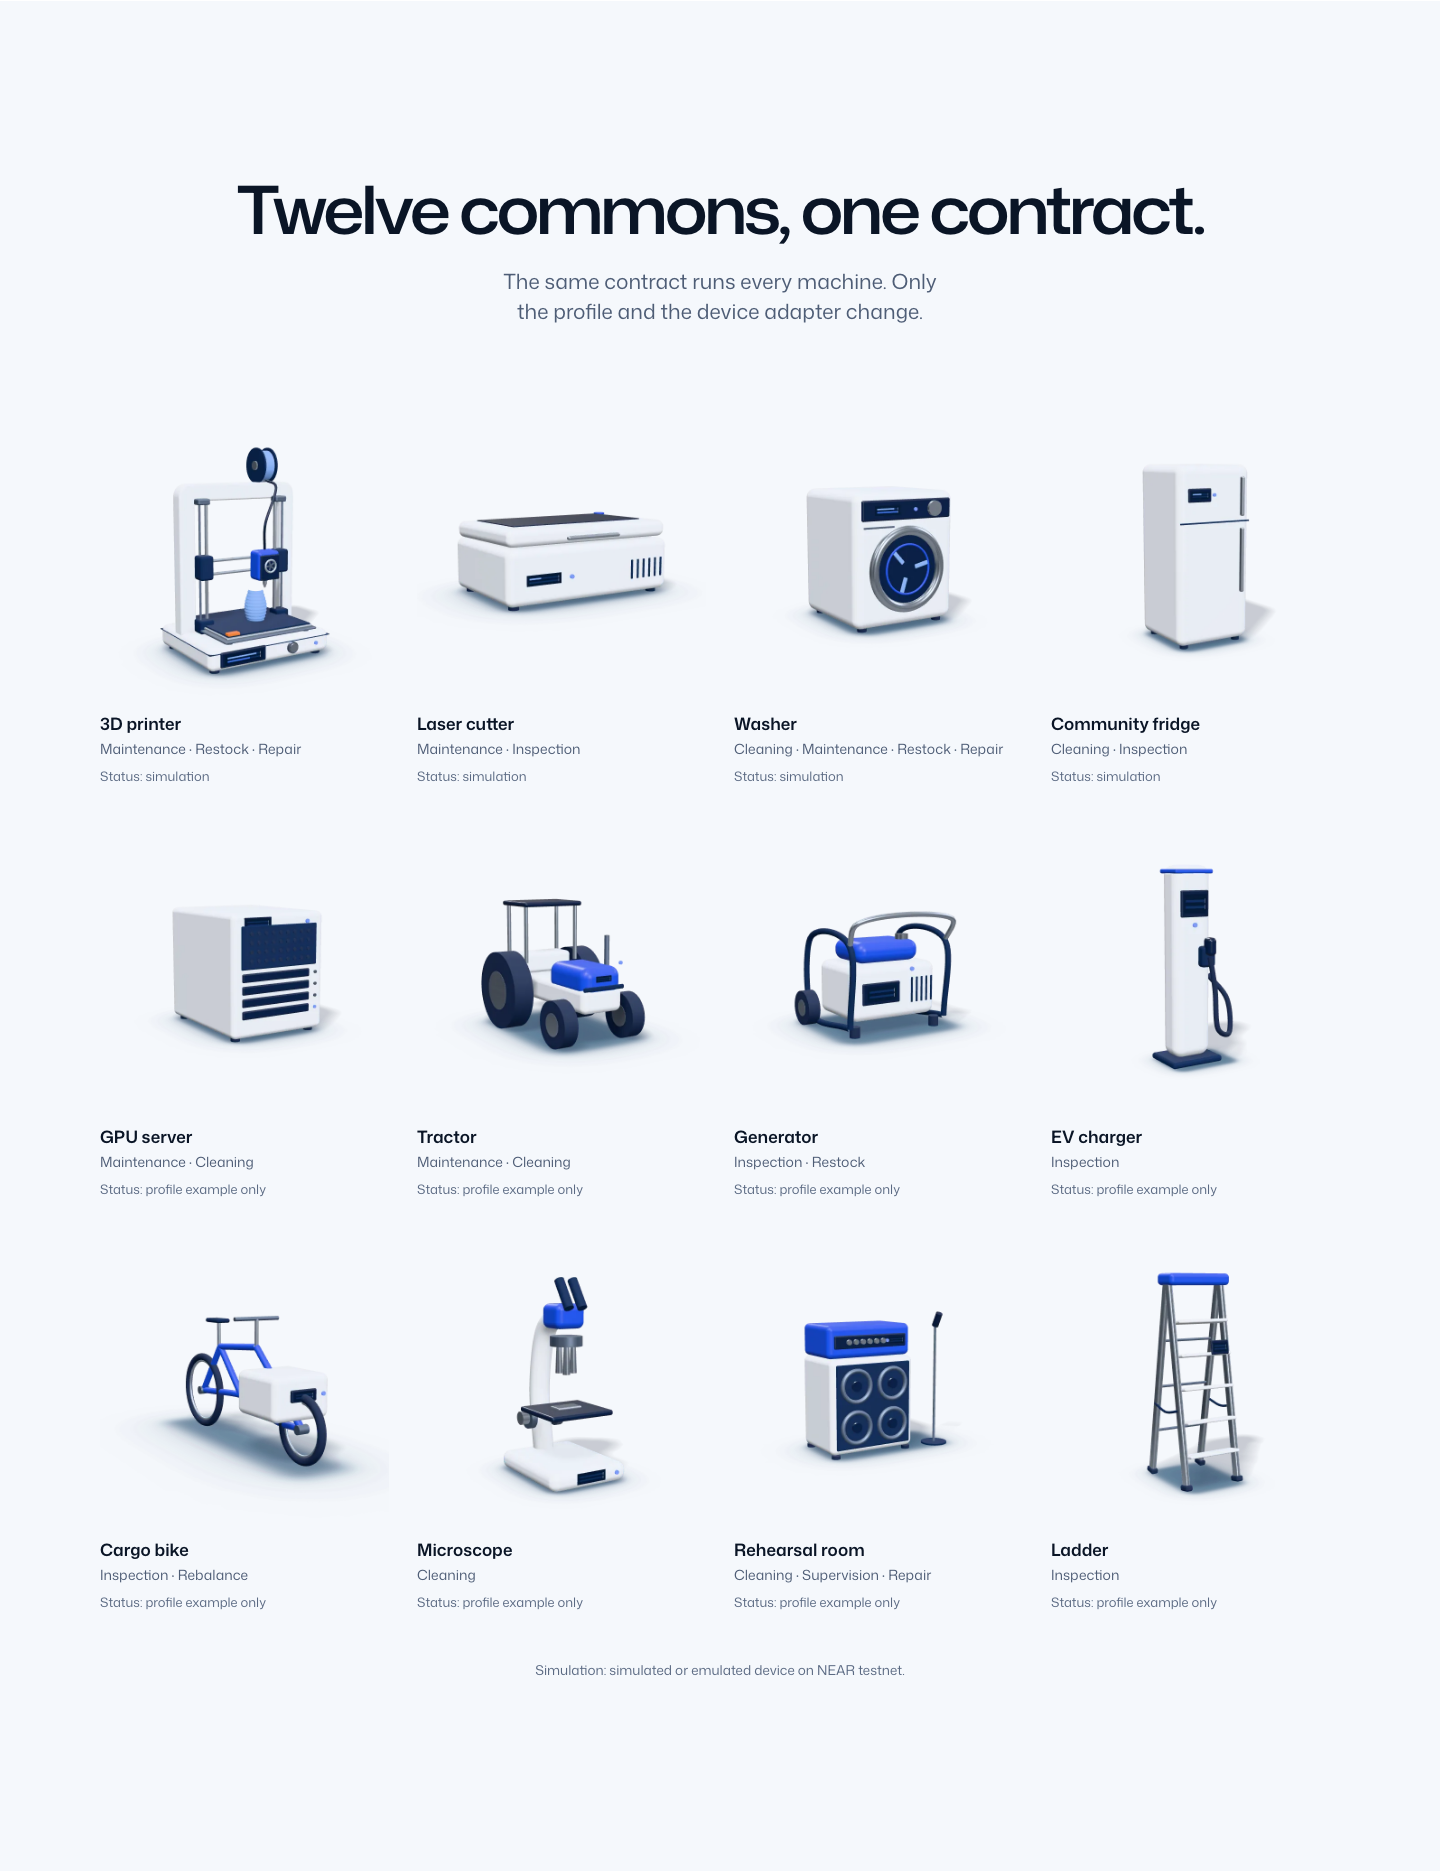 Twelve commons, one contract.
The same contract runs every machine. Only
the profile and the device adapter change.
3D printer
Maintenance · Restock · Repair
Status: simulation
Laser cutter
Maintenance · Inspection
Status: simulation
Washer
Cleaning · Maintenance · Restock · Repair
Status: simulation
Community fridge
Cleaning · Inspection
Status: simulation
GPU server
Maintenance · Cleaning
Status: profile example only
Tractor
Maintenance · Cleaning
Status: profile example only
Generator
Inspection · Restock
Status: profile example only
EV charger
Inspection
Status: profile example only
Cargo bike
Inspection · Rebalance
Status: profile example only
Microscope
Cleaning
Status: profile example only
Rehearsal room
Cleaning · Supervision · Repair
Status: profile example only
Ladder
Inspection
Status: profile example only
Simulation: simulated or emulated device on NEAR testnet.